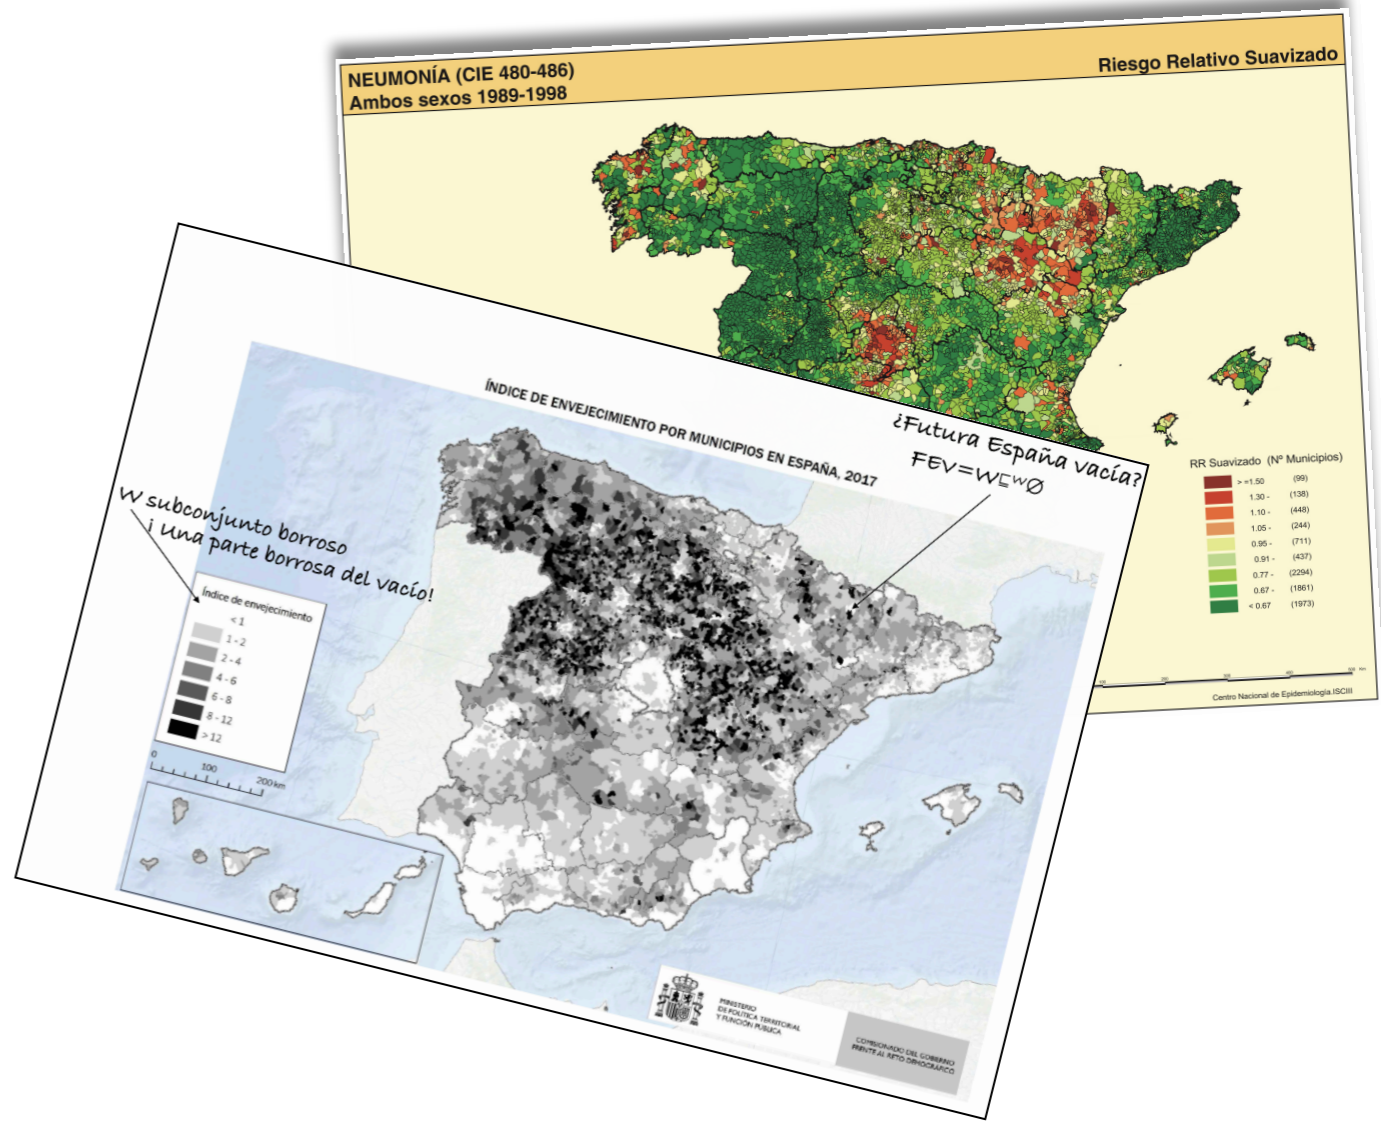 NEUMONÍA (CIE 480-486)
Ambos sexos 1989-1998
Riesgo Relativo Suavizado
RR Suavizado (Nº Municipios)
> =1.50 (99)
1.30 - (138)
1.10 - (448)
1.05 - (244)
0.95 - (711)
0.91 - (437)
0.77 - (2294)
0.67 - (1861)
< 0.67 (1973)
Centro Nacional de Epidemiología.ISCIII
ÍNDICE DE ENVEJECIMIENTO POR MUNICIPIOS EN ESPAÑA, 2017
¿Futura España vacía?
FEV=W⊑ʷØ
W subconjunto borroso
¡ Una parte borrosa del vacío!
Índice de envejecimiento
< 1
1 - 2
2 - 4
4 - 6
6 - 8
8 - 12
> 12
0 100 200 km
MINISTERIO
DE POLÍTICA TERRITORIAL
Y FUNCIÓN PÚBLICA
COMISIONADO DEL GOBIERNO
FRENTE AL RETO DEMOGRÁFICO